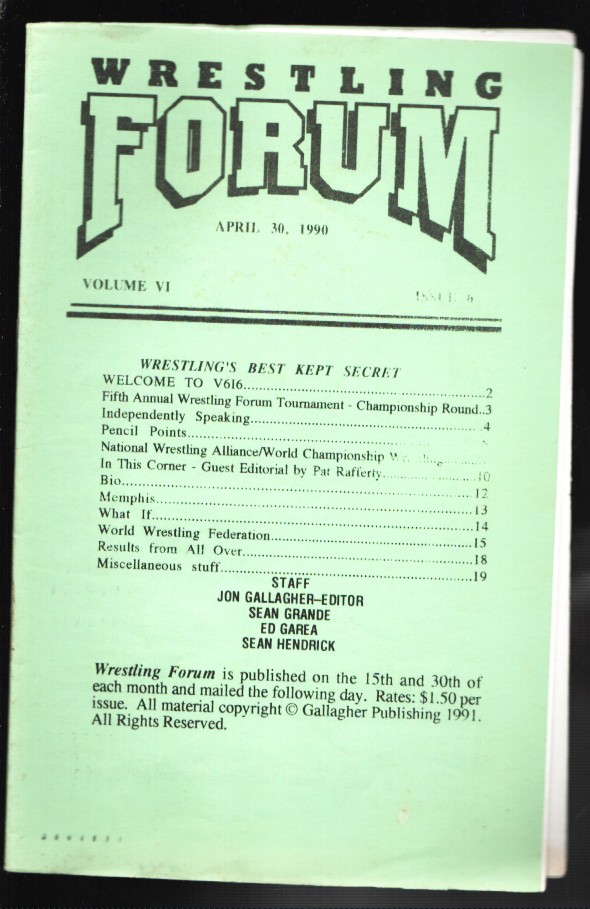 WRESTLING
FORUM
APRIL 30, 1990
VOLUME VI
ISSUE 6
WRESTLING'S BEST KEPT SECRET
WELCOME TO V6I6..........2
Fifth Annual Wrestling Forum Tournament - Championship Round..3
Independently Speaking..........4
Pencil Points..........
National Wrestling Alliance/World Championship
In This Corner - Guest Editorial by Pat Rafferty..........10
Bio..........12
Memphis..........13
What If..........14
World Wrestling Federation..........15
Results from All Over..........18
Miscellaneous stuff..........19
STAFF
JON GALLAGHER-EDITOR
SEAN GRANDE
ED GAREA
SEAN HENDRICK
Wrestling Forum is published on the 15th and 30th of
each month and mailed the following day. Rates: $1.50 per
issue. All material copyright © Gallagher Publishing 1991.
All Rights Reserved.